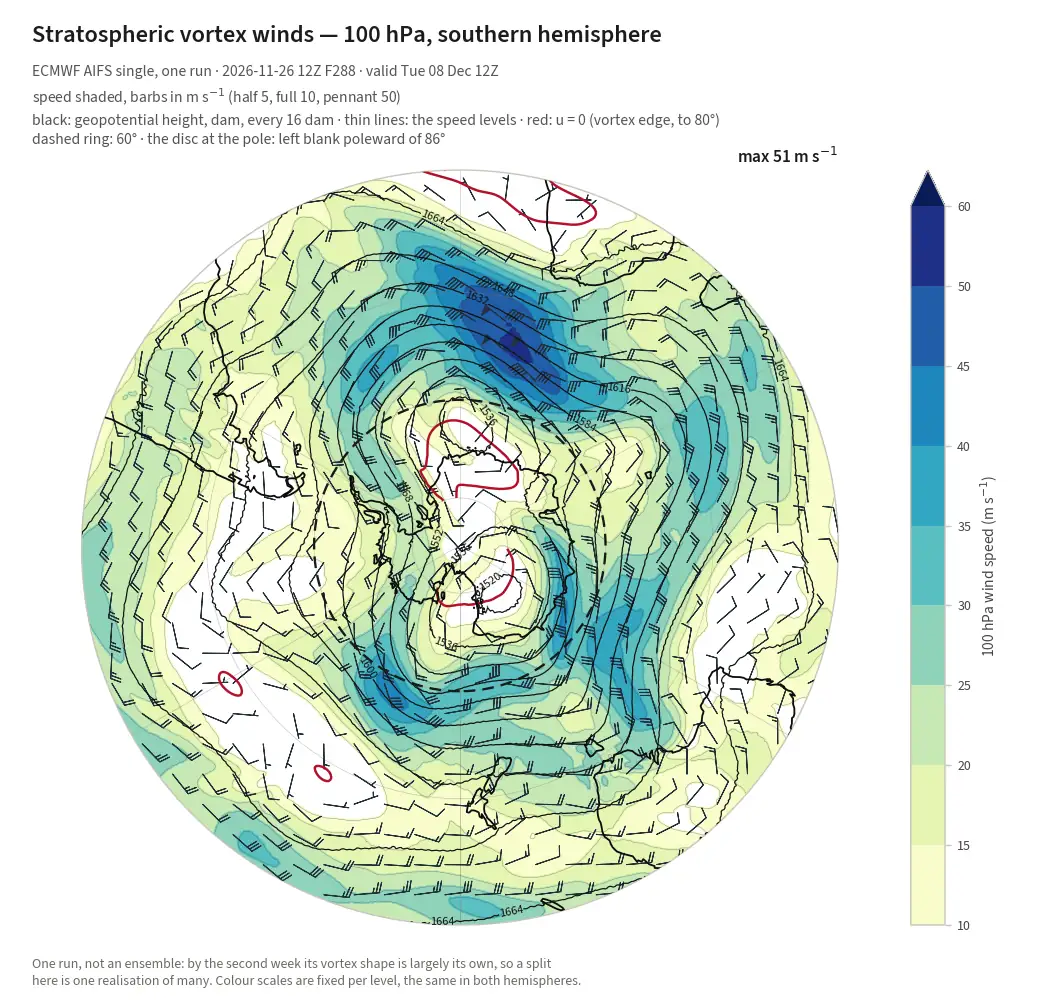 Stratospheric vortex winds — 100 hPa, southern hemisphere
ECMWF AIFS single, one run · 2026-11-26 12Z F288 · valid Tue 08 Dec 12Z
speed shaded, barbs in m s⁻¹ (half 5, full 10, pennant 50)
black: geopotential height, dam, every 16 dam · thin lines: the speed levels · red: u = 0 (vortex edge, to 80°)
dashed ring: 60° · the disc at the pole: left blank poleward of 86°
max 51 m s⁻¹
1664
1632
1664
1616
1536
1584
1568
1552
1520
1536
1600
1664
1664
60
50
45
40
35
30
25
20
15
10
100 hPa wind speed (m s⁻¹)
One run, not an ensemble: by the second week its vortex shape is largely its own, so a split
here is one realisation of many. Colour scales are fixed per level, the same in both hemispheres.